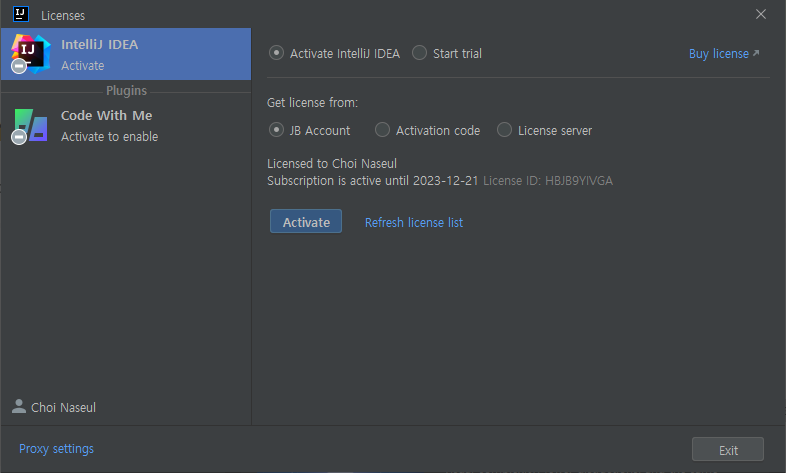 Licenses
IJ
IntelliJ IDEA
Activate
Plugins
Code With Me
Activate to enable
Choi Naseul
Activate IntelliJ IDEA Start trial Buy license
Get license from:
JB Account Activation code License server
Licensed to Choi Naseul
Subscription is active until 2023-12-21 License ID: HBJB9YIVGA
Activate Refresh license list
Proxy settings Exit